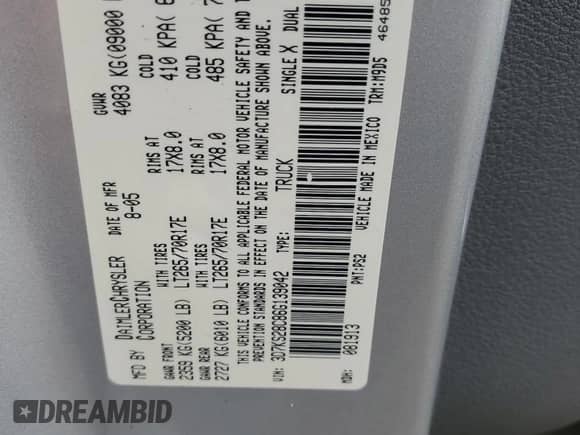 MFD BY DAIMLERCHRYSLER CORPORATION
DATE OF MFR 8-05
GVWR 4083 KG(09000
GAWR FRONT WITH TIRES RIMS AT COLD
2359 KG(5200 LB) LT265/70R17E 17X8.0 410 KPA(
GAWR REAR WITH TIRES RIMS AT COLD
2727 KG(6010 LB) LT265/70R17E 17X8.0 485 KPA(
THIS VEHICLE CONFORMS TO ALL APPLICABLE FEDERAL MOTOR VEHICLE SAFETY AND
PREVENTION STANDARDS IN EFFECT ON THE DATE OF MANUFACTURE SHOWN ABOVE.
VIN: 3D7KS28C86G139042 TYPE: TRUCK SINGLE X DUAL
46485
MDH: 081913 PNT:PS2 VEHICLE MADE IN MEXICO TRM:M9D5
DREAMBID